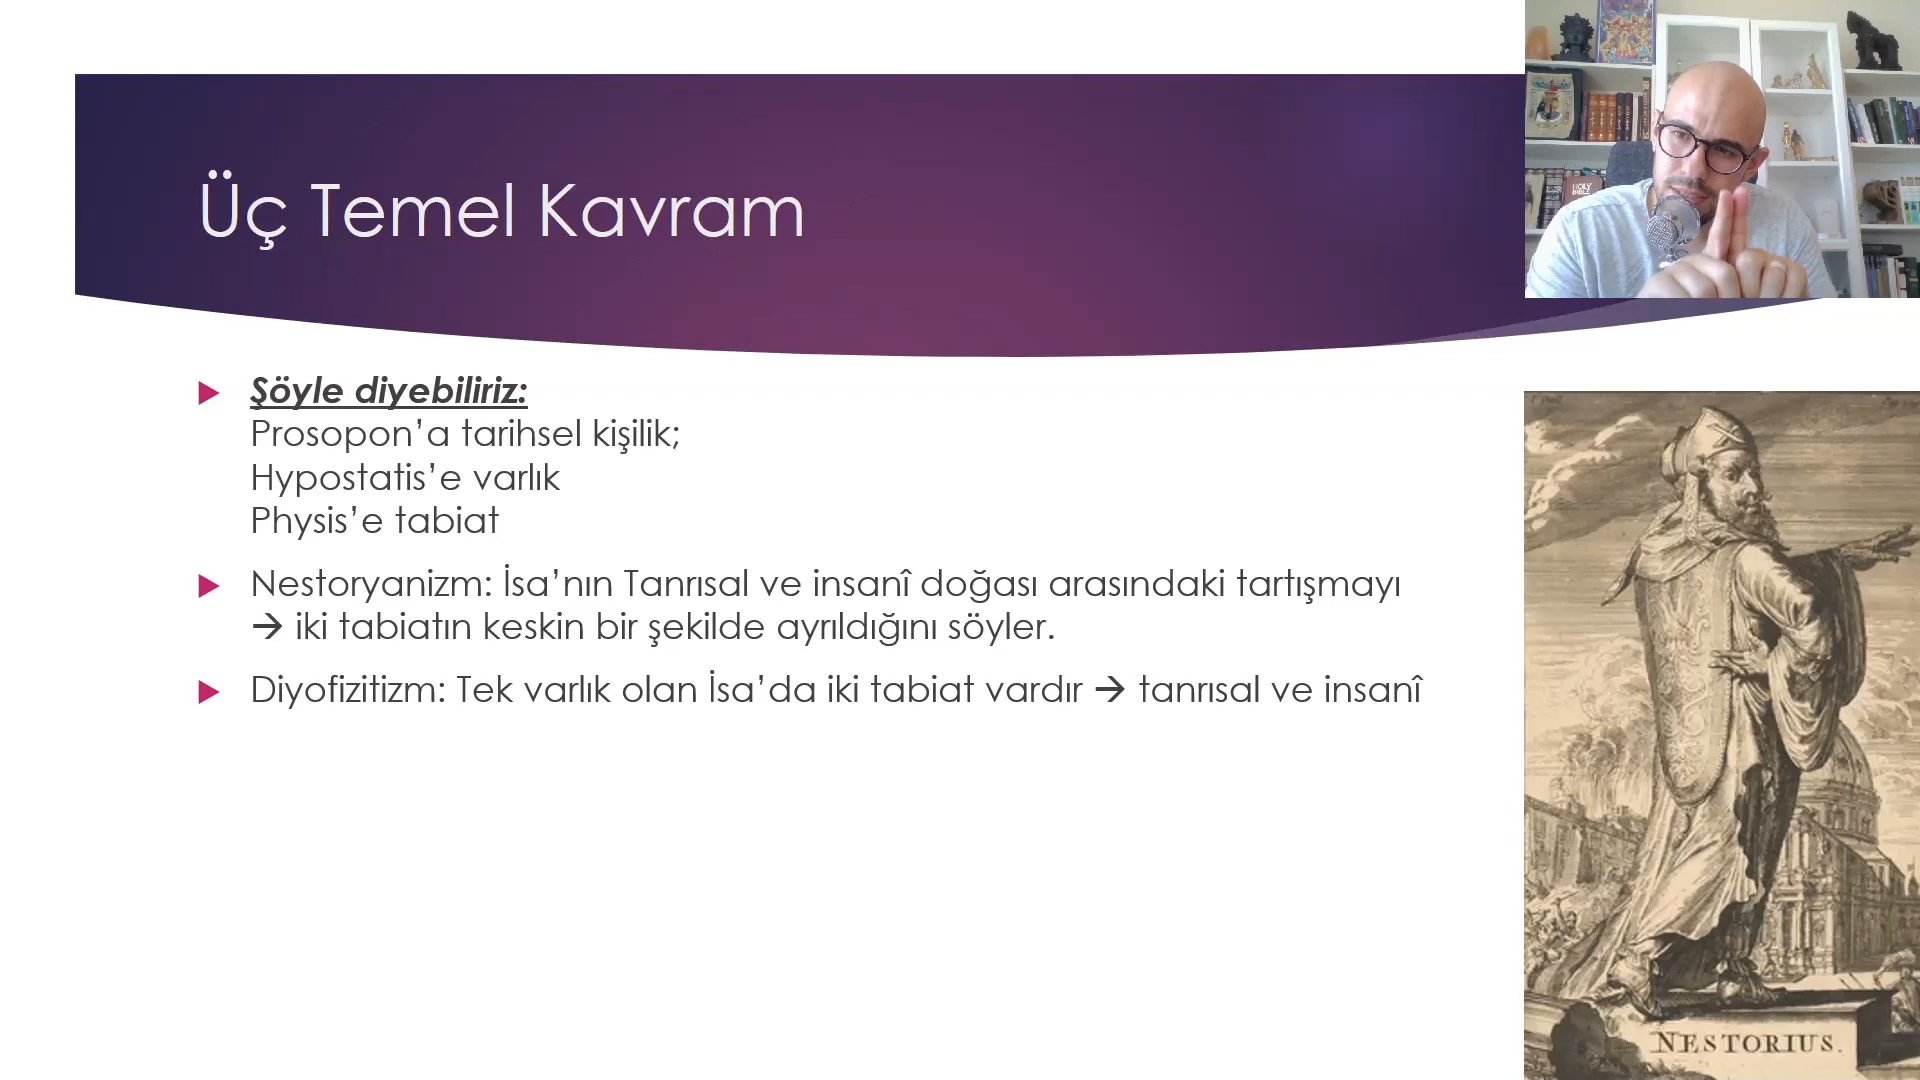 Üç Temel Kavram
HOLY
BIBLE
Şöyle diyebiliriz:
Prosopon’a tarihsel kişilik;
Hypostatis’e varlık
Physis’e tabiat
Nestoryanizm: İsa’nın Tanrısal ve insanî doğası arasındaki tartışmayı
→ iki tabiatın keskin bir şekilde ayrıldığını söyler.
Diyofizitizm: Tek varlık olan İsa’da iki tabiat vardır → tanrısal ve insanî
NESTORIUS.